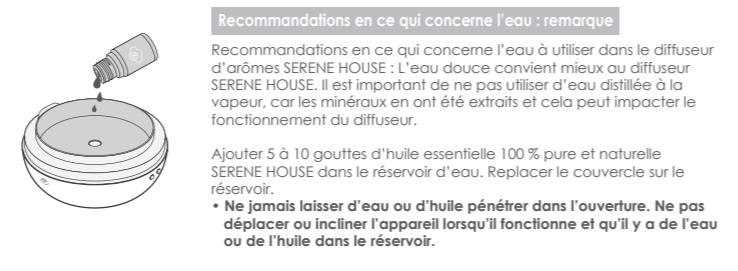 Recommandations en ce qui concerne l'eau : remarque
Recommandations en ce qui concerne l'eau à utiliser dans le diffuseur
d'arômes SERENE HOUSE : L'eau douce convient mieux au diffuseur
SERENE HOUSE. Il est important de ne pas utiliser d'eau distillée à la
vapeur, car les minéraux en ont été extraits et cela peut impacter le
fonctionnement du diffuseur.
Ajouter 5 à 10 gouttes d'huile essentielle 100 % pure et naturelle
SERENE HOUSE dans le réservoir d'eau. Replacer le couvercle sur le
réservoir.
• Ne jamais laisser d'eau ou d'huile pénétrer dans l'ouverture. Ne pas
déplacer ou incliner l'appareil lorsqu'il fonctionne et qu'il y a de l'eau
ou de l'huile dans le réservoir.